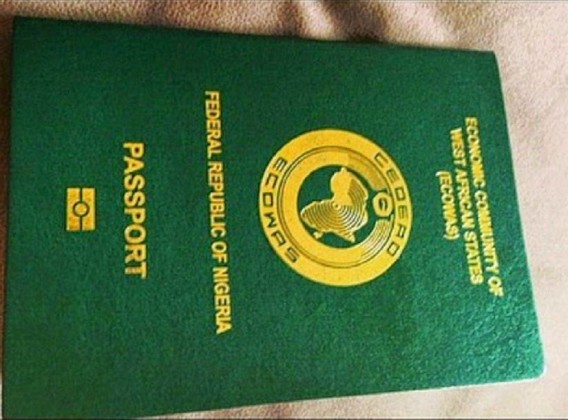 ECONOMIC COMMUNITY OF
WEST AFRICAN STATES
(ECOWAS)
CEDEAO
ECOWAS
FEDERAL REPUBLIC OF NIGERIA
PASSPORT